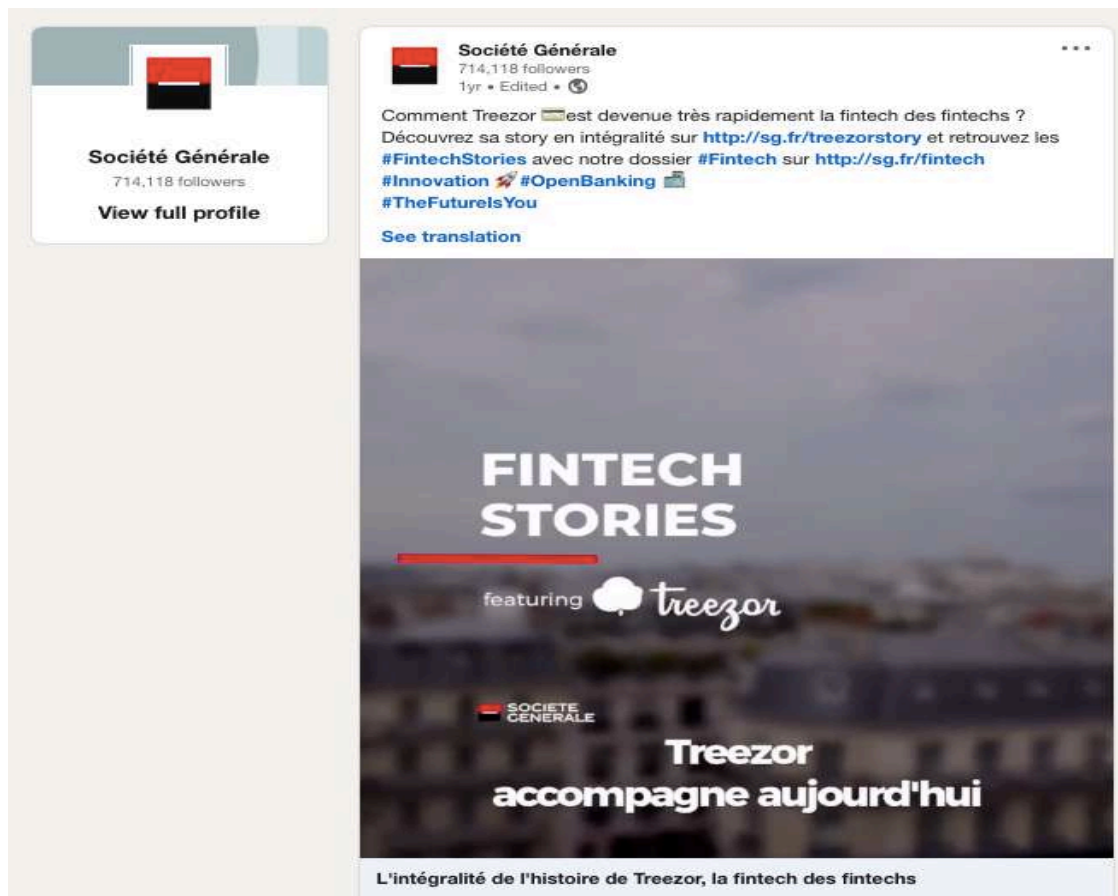 Société Générale
714,118 followers
View full profile
Société Générale
714,118 followers
1yr • Edited •
Comment Treezor 💳est devenue très rapidement la fintech des fintechs ?
Découvrez sa story en intégralité sur http://sg.fr/treezorstory et retrouvez les
#FintechStories avec notre dossier #Fintech sur http://sg.fr/fintech
#Innovation 🚀 #OpenBanking 🏦
#TheFutureIsYou
See translation
FINTECH
STORIES
featuring treezor
SOCIETE
GENERALE
Treezor
accompagne aujourd'hui
L'intégralité de l'histoire de Treezor, la fintech des fintechs